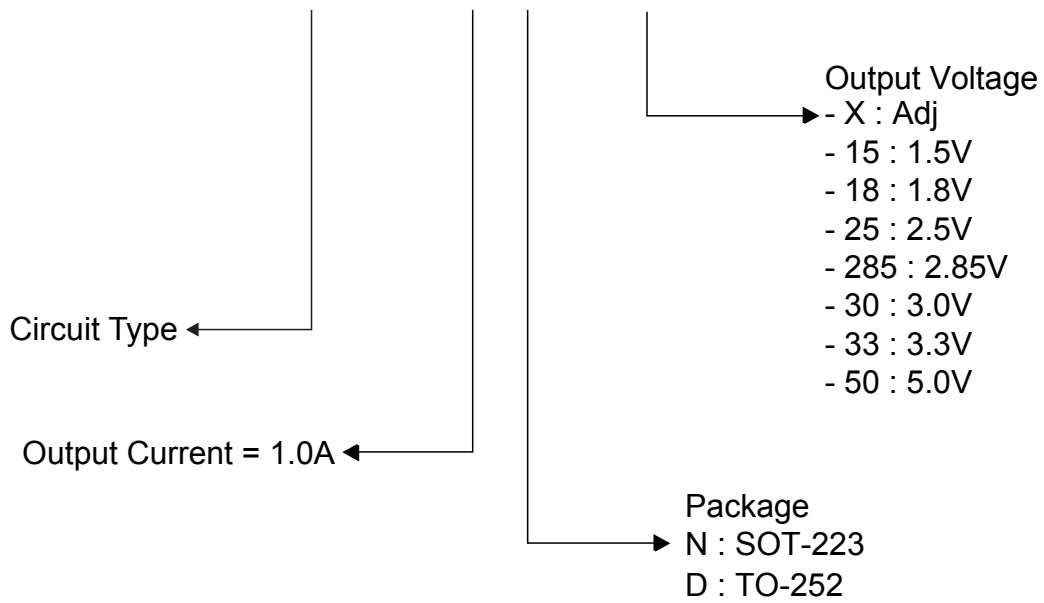 Output Voltage
- X : Adj
- 15 : 1.5V
- 18 : 1.8V
- 25 : 2.5V
- 285 : 2.85V
- 30 : 3.0V
- 33 : 3.3V
- 50 : 5.0V
Circuit Type
Output Current = 1.0A
Package
N : SOT-223
D : TO-252